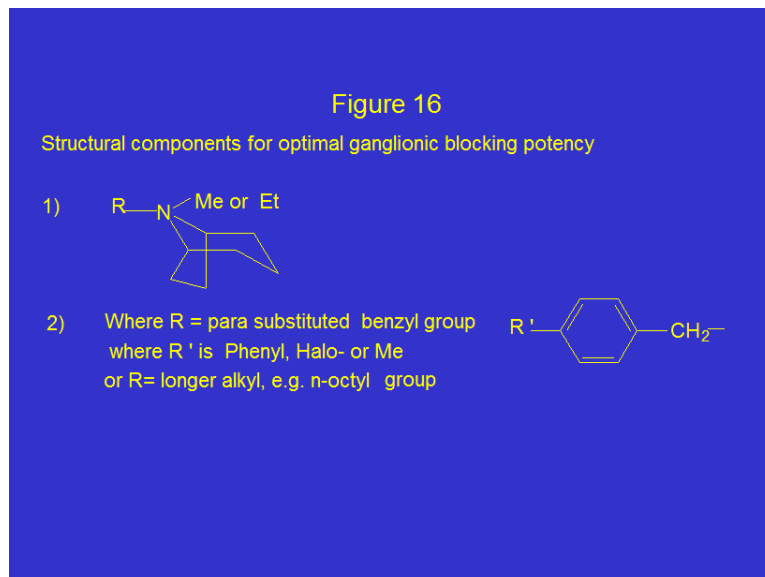 Figure 16
Structural components for optimal ganglionic blocking potency
1) R N Me or Et
2) Where R = para substituted benzyl group
where R ' is Phenyl, Halo- or Me
or R= longer alkyl, e.g. n-octyl group
R ' CH2